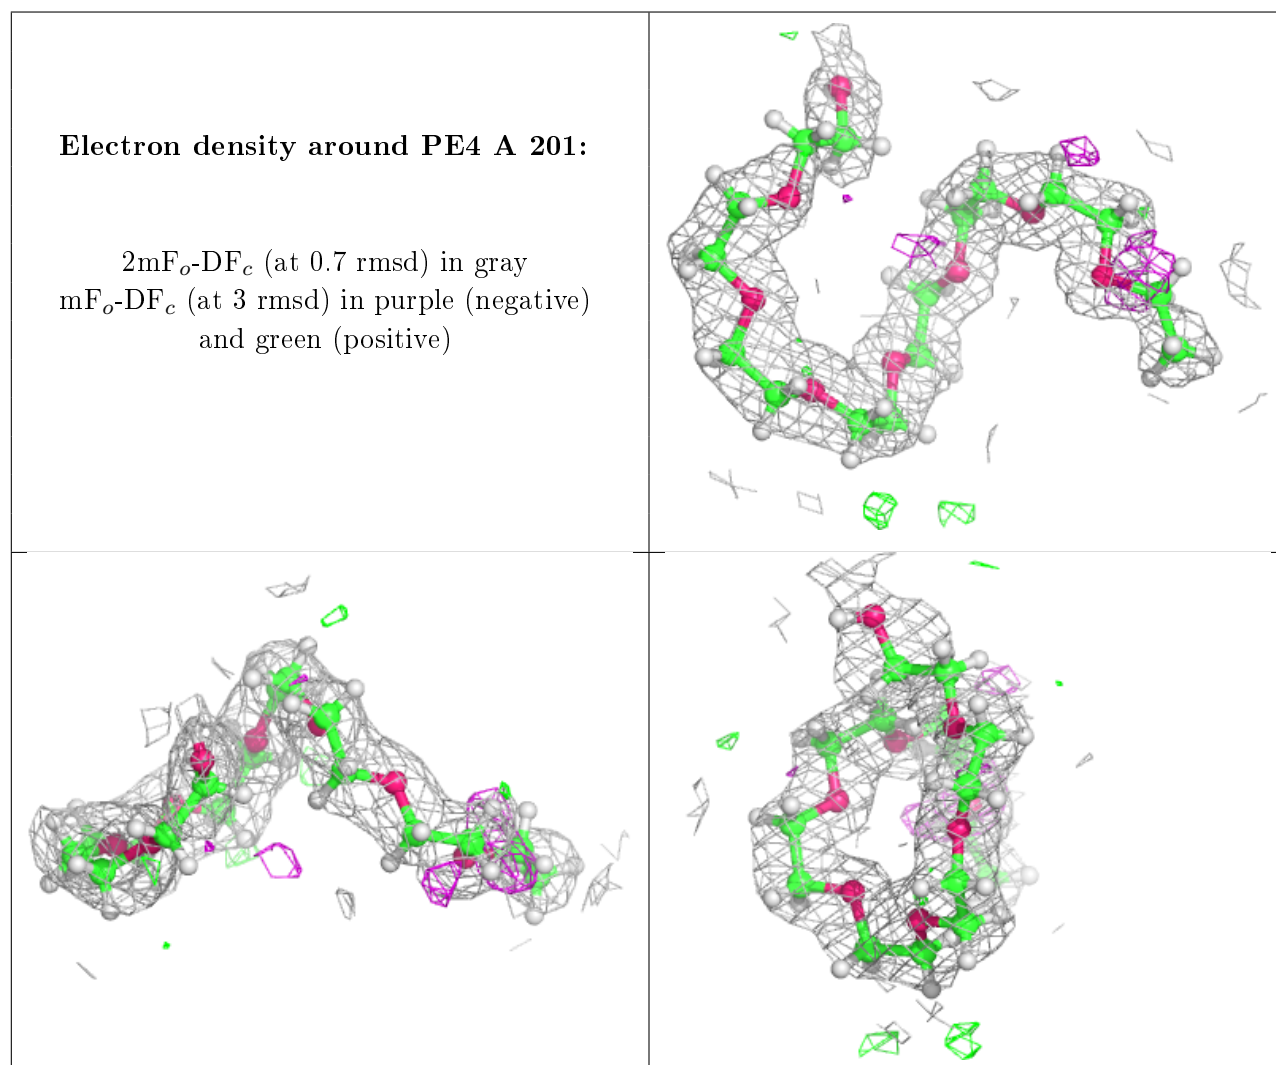 Electron density around PE4 A 201:
2mFₒ-DF𝒸 (at 0.7 rmsd) in gray
mFₒ-DF𝒸 (at 3 rmsd) in purple (negative)
and green (positive)